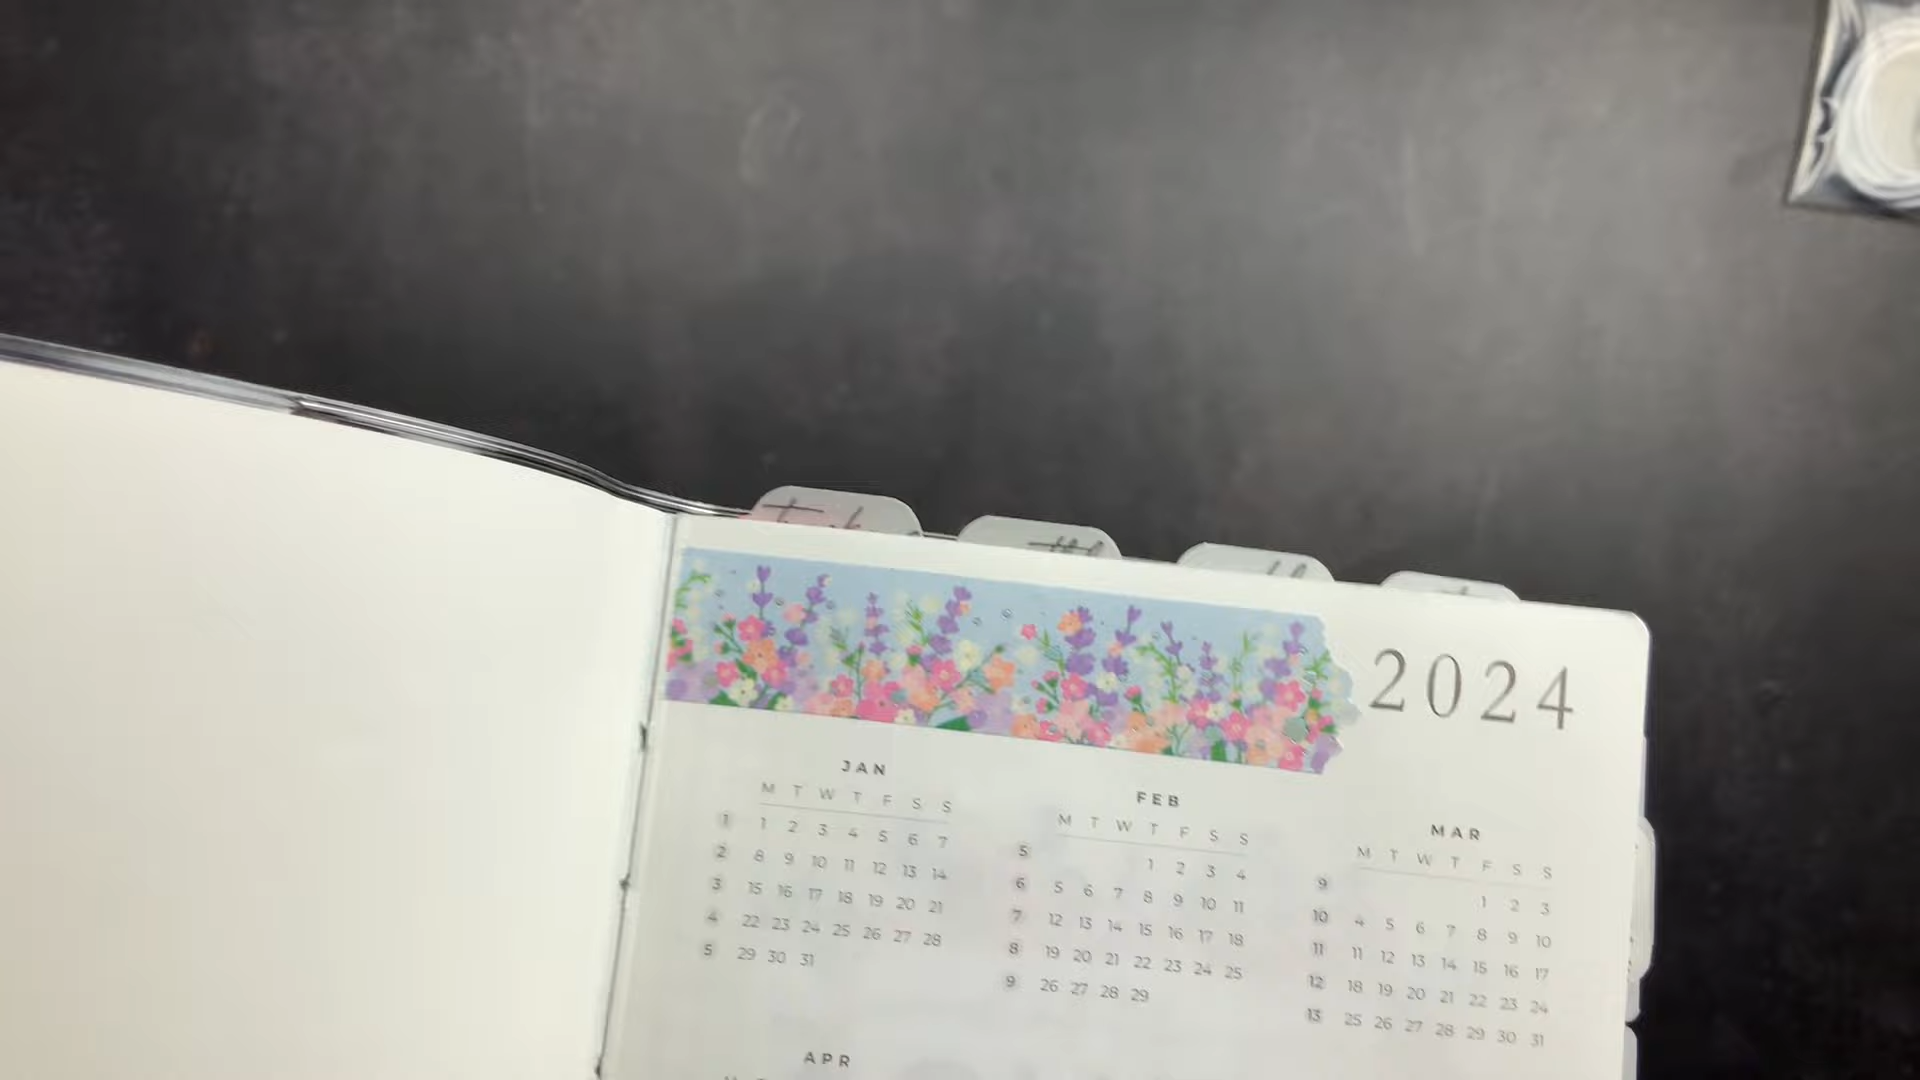 2024
JAN
M T W T F S S
1 1 2 3 4 5 6 7
2 8 9 10 11 12 13 14
3 15 16 17 18 19 20 21
4 22 23 24 25 26 27 28
5 29 30 31
FEB
M T W T F S S
5 1 2 3 4
6 5 6 7 8 9 10 11
7 12 13 14 15 16 17 18
8 19 20 21 22 23 24 25
9 26 27 28 29
MAR
M T W T F S S
9 1 2 3
10 4 5 6 7 8 9 10
11 11 12 13 14 15 16 17
12 18 19 20 21 22 23 24
13 25 26 27 28 29 30 31
APR